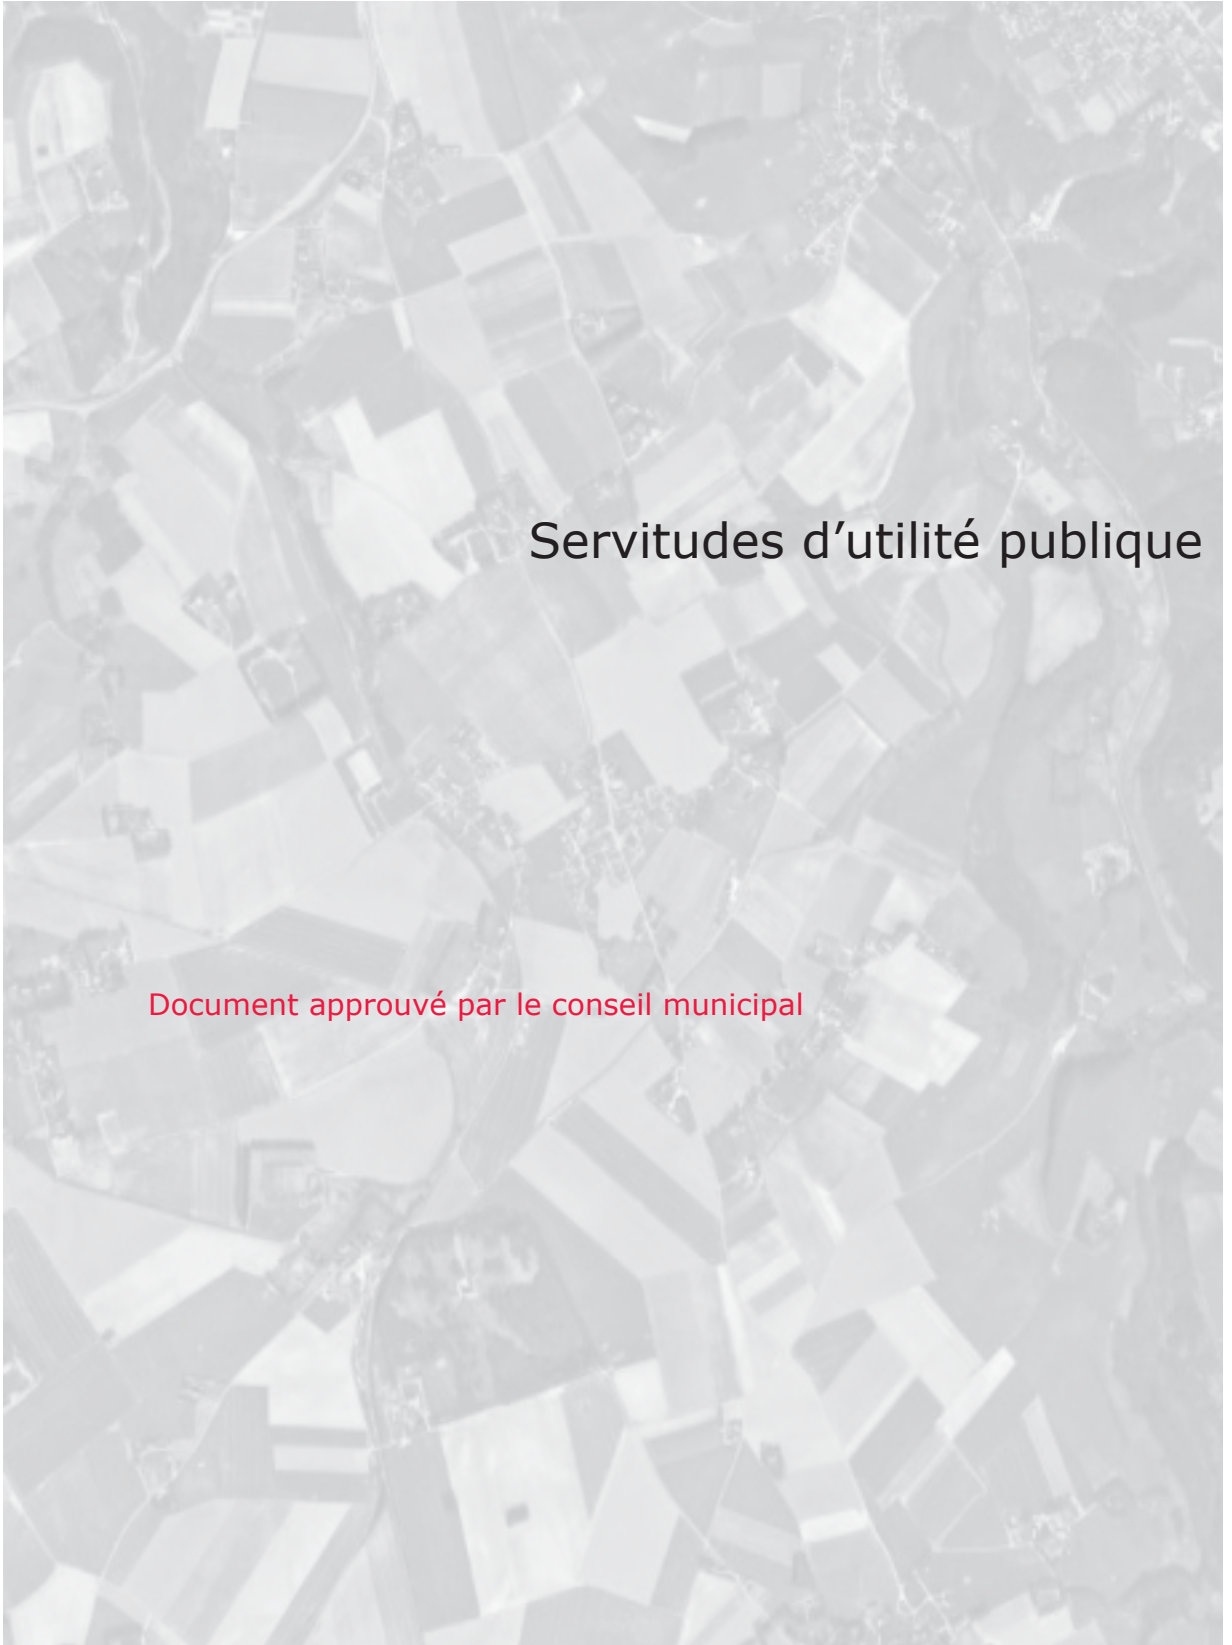 Servitudes d’utilité publique
Document approuvé par le conseil municipal